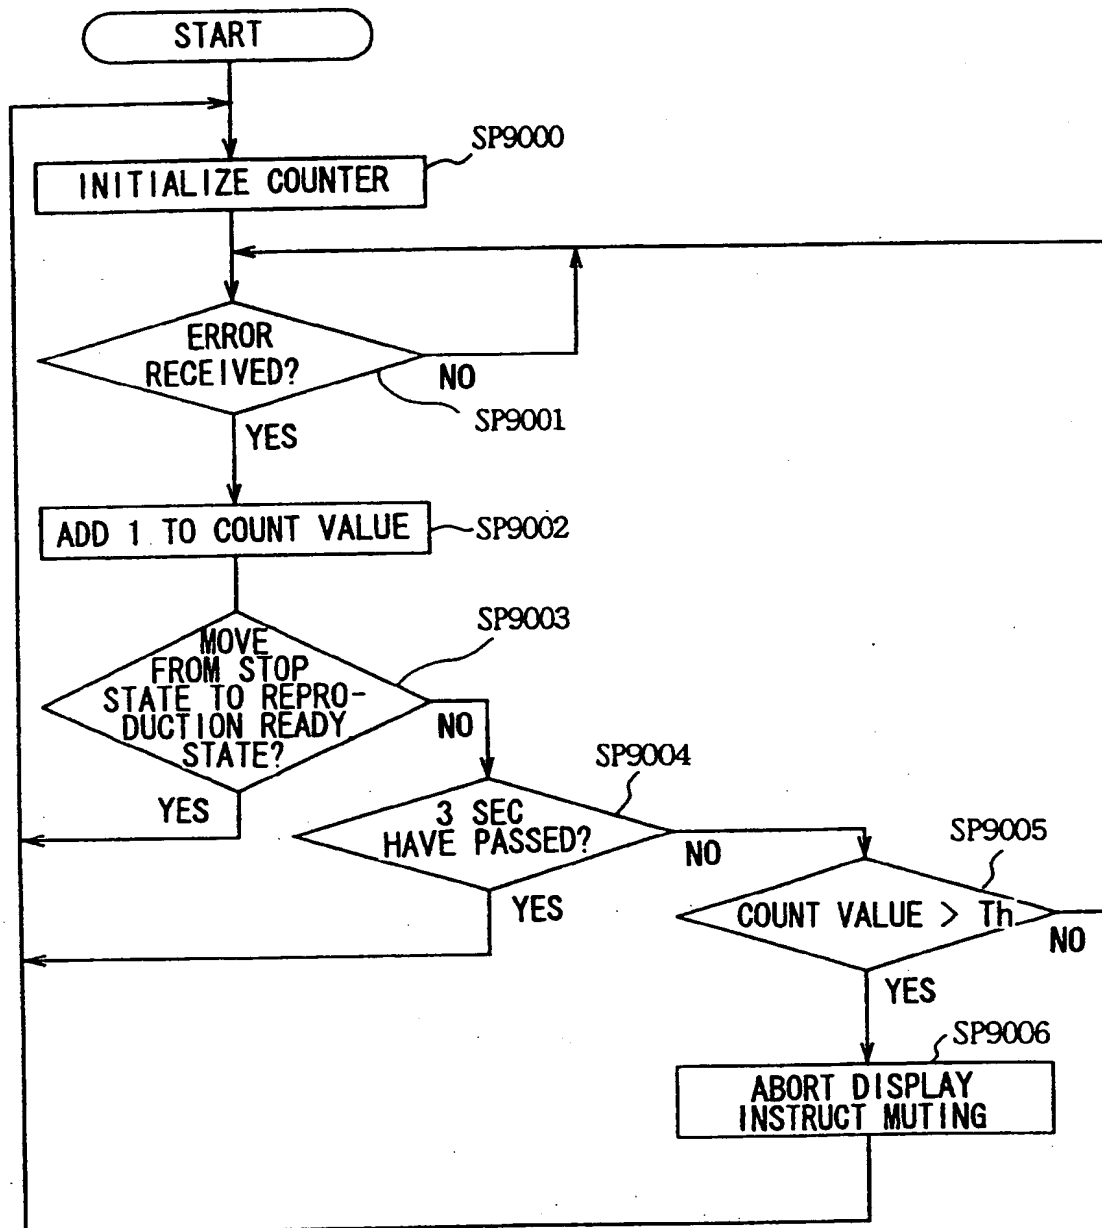 START
SP9000
INITIALIZE COUNTER
ERROR
RECEIVED?
NO
SP9001
YES
ADD 1 TO COUNT VALUE
SP9002
SP9003
MOVE
FROM STOP
STATE TO REPRO-
DUCTION READY
STATE?
NO
YES
SP9004
3 SEC
HAVE PASSED?
NO
YES
SP9005
COUNT VALUE > Th
NO
YES
SP9006
ABORT DISPLAY
INSTRUCT MUTING